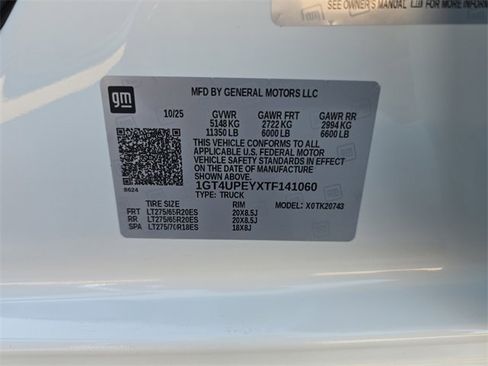 SEE OWNER'S MANUAL
FOR MORE INFORM
gm
MFD BY GENERAL MOTORS LLC
10/25 GVWR GAWR FRT GAWR RR
5148 KG 2722 KG 2994 KG
11350 LB 6000 LB 6600 LB
THIS VEHICLE CONFORMS TO ALL
APPLICABLE U.S. FEDERAL MOTOR
VEHICLE SAFETY STANDARDS IN EFFECT
ON THE DATE OF MANUFACTURE
SHOWN ABOVE.
8624
1GT4UPEYXTF141060
TYPE: TRUCK
TIRE SIZE RIM MODEL: X0TK20743
FRT LT275/65R20ES 20X8.5J
RR LT275/65R20ES 20X8.5J
SPA LT275/70R18ES 18X8J